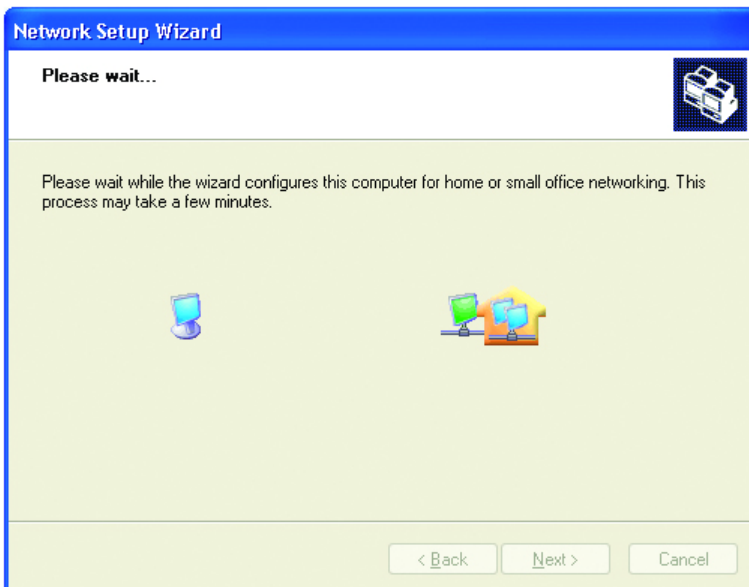 Network Setup Wizard
Please wait...
Please wait while the wizard configures this computer for home or small office networking. This
process may take a few minutes.
< Back Next > Cancel